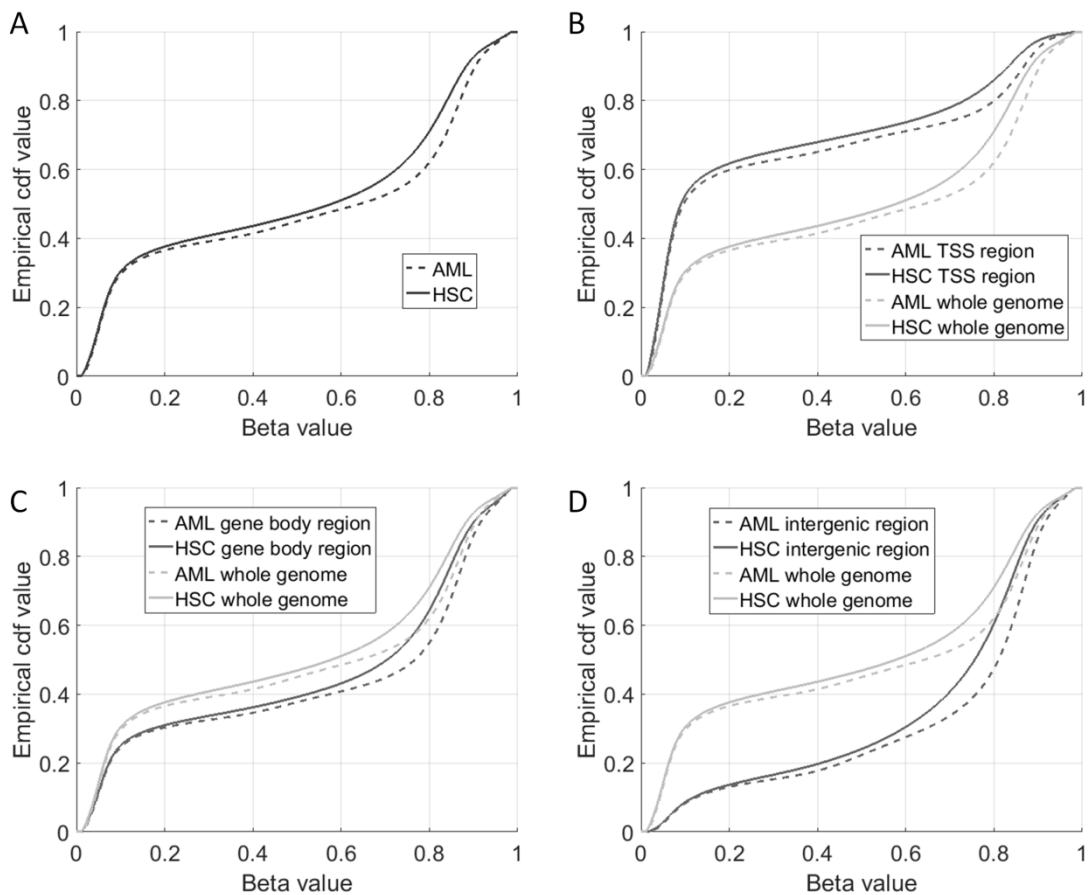 A
1
0.8
0.6
0.4
0.2
0
Empirical cdf value
AML
HSC
0 0.2 0.4 0.6 0.8 1
Beta value
B
1
0.8
0.6
0.4
0.2
0
Empirical cdf value
AML TSS region
HSC TSS region
AML whole genome
HSC whole genome
0 0.2 0.4 0.6 0.8 1
Beta value
C
1
0.8
0.6
0.4
0.2
0
Empirical cdf value
AML gene body region
HSC gene body region
AML whole genome
HSC whole genome
0 0.2 0.4 0.6 0.8 1
Beta value
D
1
0.8
0.6
0.4
0.2
0
Empirical cdf value
AML intergenic region
HSC intergenic region
AML whole genome
HSC whole genome
0 0.2 0.4 0.6 0.8 1
Beta value